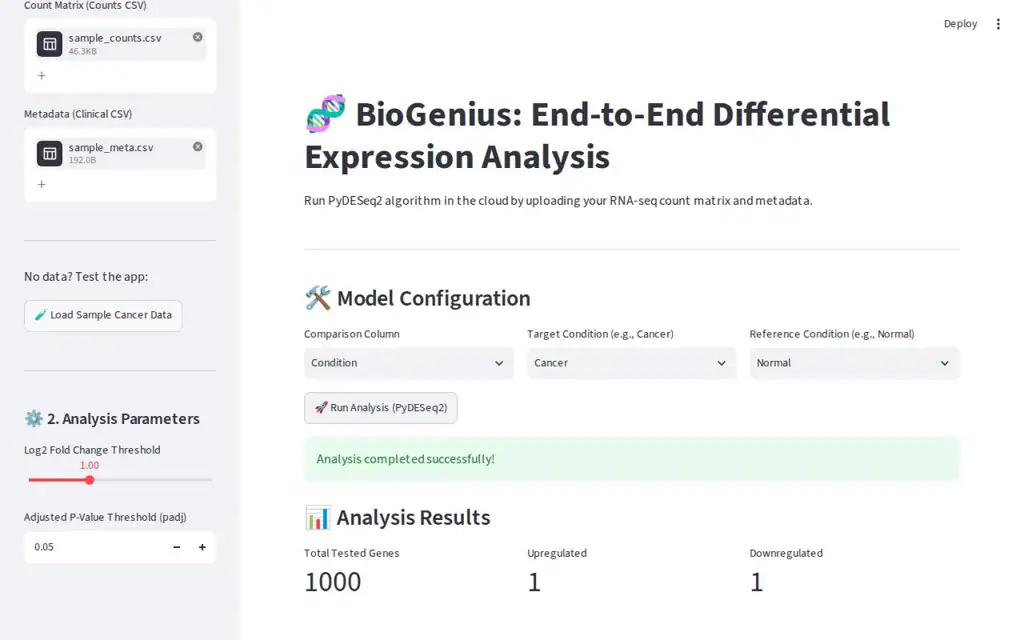 Count Matrix (Counts CSV)
sample_counts.csv
46.3KB
+
Metadata (Clinical CSV)
sample_meta.csv
192.0B
+
No data? Test the app:
🧪 Load Sample Cancer Data
⚙️ 2. Analysis Parameters
Log2 Fold Change Threshold
1.00
Adjusted P-Value Threshold (padj)
0.05
− +
Deploy
🧬 BioGenius: End-to-End Differential
Expression Analysis
Run PyDESeq2 algorithm in the cloud by uploading your RNA-seq count matrix and metadata.
🛠️ Model Configuration
Comparison Column
Condition
Target Condition (e.g., Cancer)
Cancer
Reference Condition (e.g., Normal)
Normal
🚀 Run Analysis (PyDESeq2)
Analysis completed successfully!
📊 Analysis Results
Total Tested Genes
1000
Upregulated
1
Downregulated
1